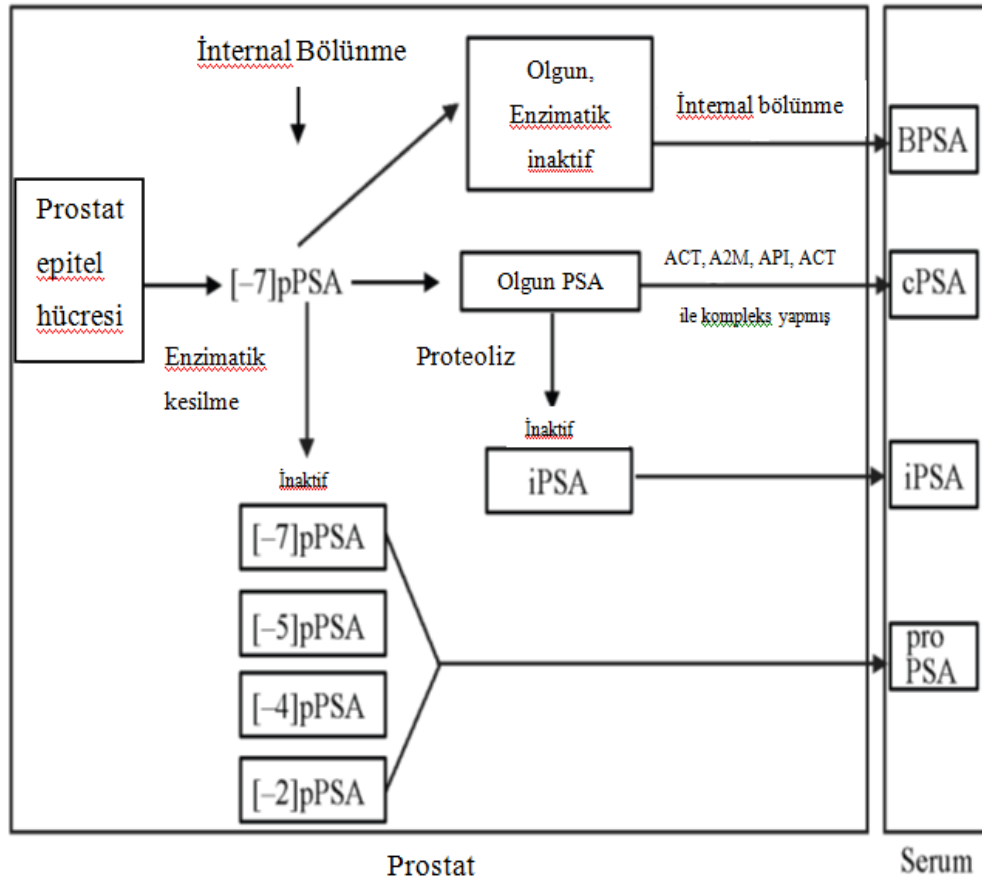 İnternal Bölünme
Olgun,
Enzimatik
inaktif
İnternal bölünme
BPSA
Prostat
epitel
hücresi
[–7]pPSA
Olgun PSA
ACT, A2M, API, ACT
ile kompleks yapmış
cPSA
Enzimatik
kesilme
Proteoliz
İnaktif
iPSA
iPSA
İnaktif
[–7]pPSA
[–5]pPSA
[–4]pPSA
[–2]pPSA
pro
PSA
Prostat
Serum